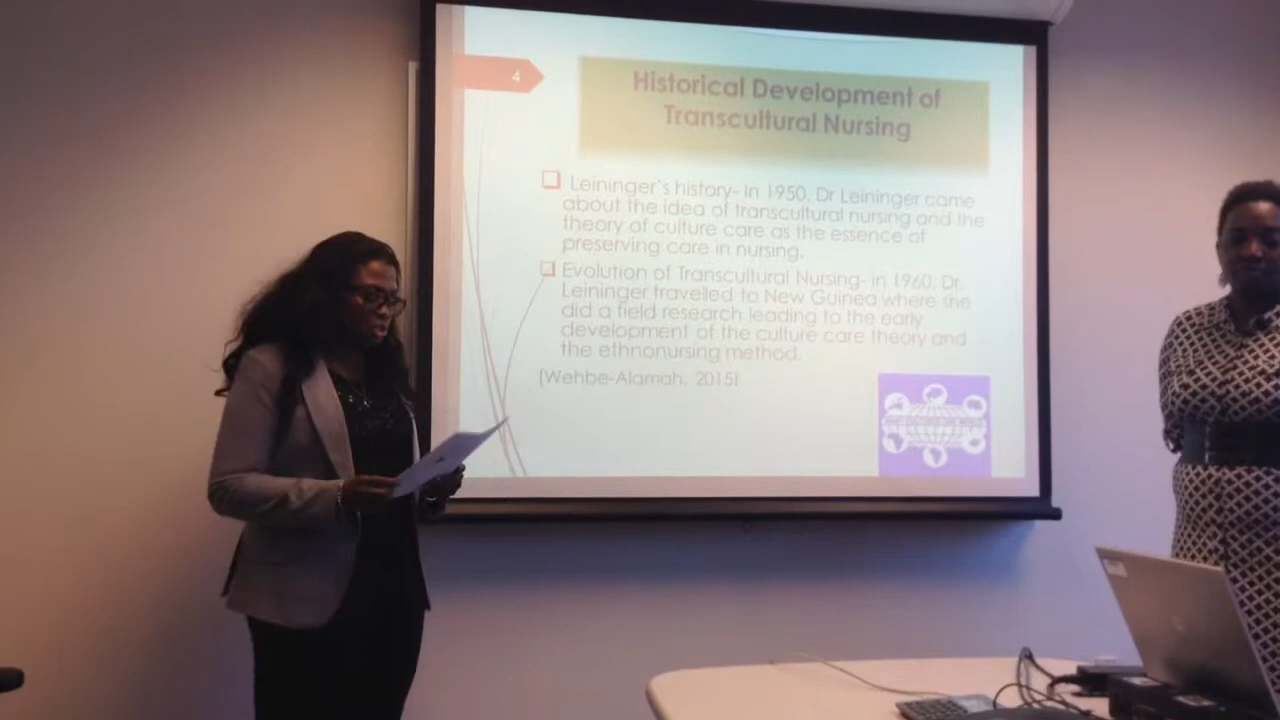 4
Historical Development of
Transcultural Nursing
Leininger's history- in 1950, Dr Leininger came
about the idea of transcultural nursing and the
theory of culture care as the essence of
preserving care in nursing.
Evolution of Transcultural Nursing- in 1960; Dr.
Leininger travelled to New Guinea where she
did a field research leading to the early
development of the culture care theory and
the ethnonursing method.
(Wehbe-Alamah, 2015)